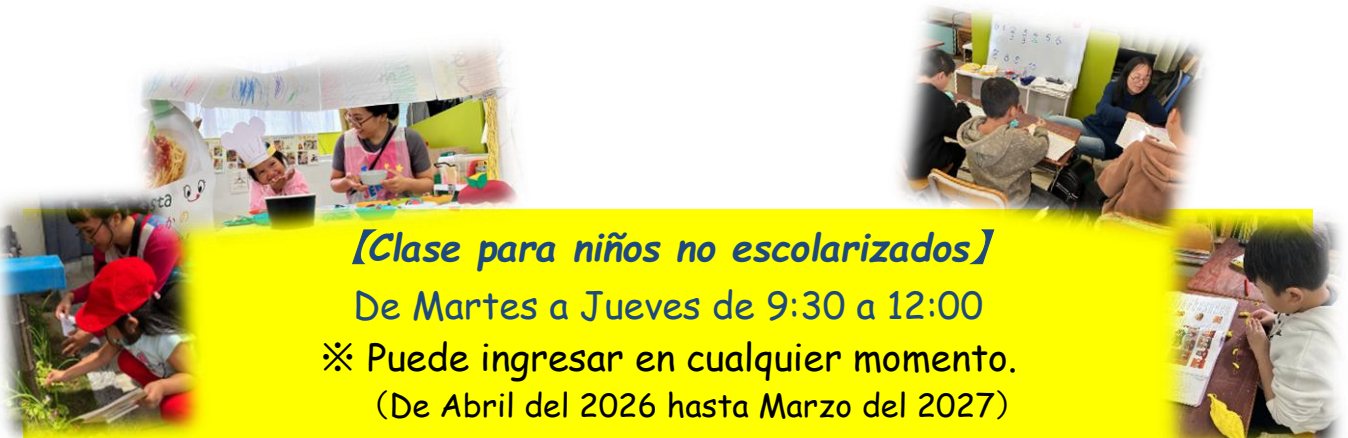 【Clase para niños no escolarizados】
De Martes a Jueves de 9:30 a 12:00
※ Puede ingresar en cualquier momento.
（De Abril del 2026 hasta Marzo del 2027）